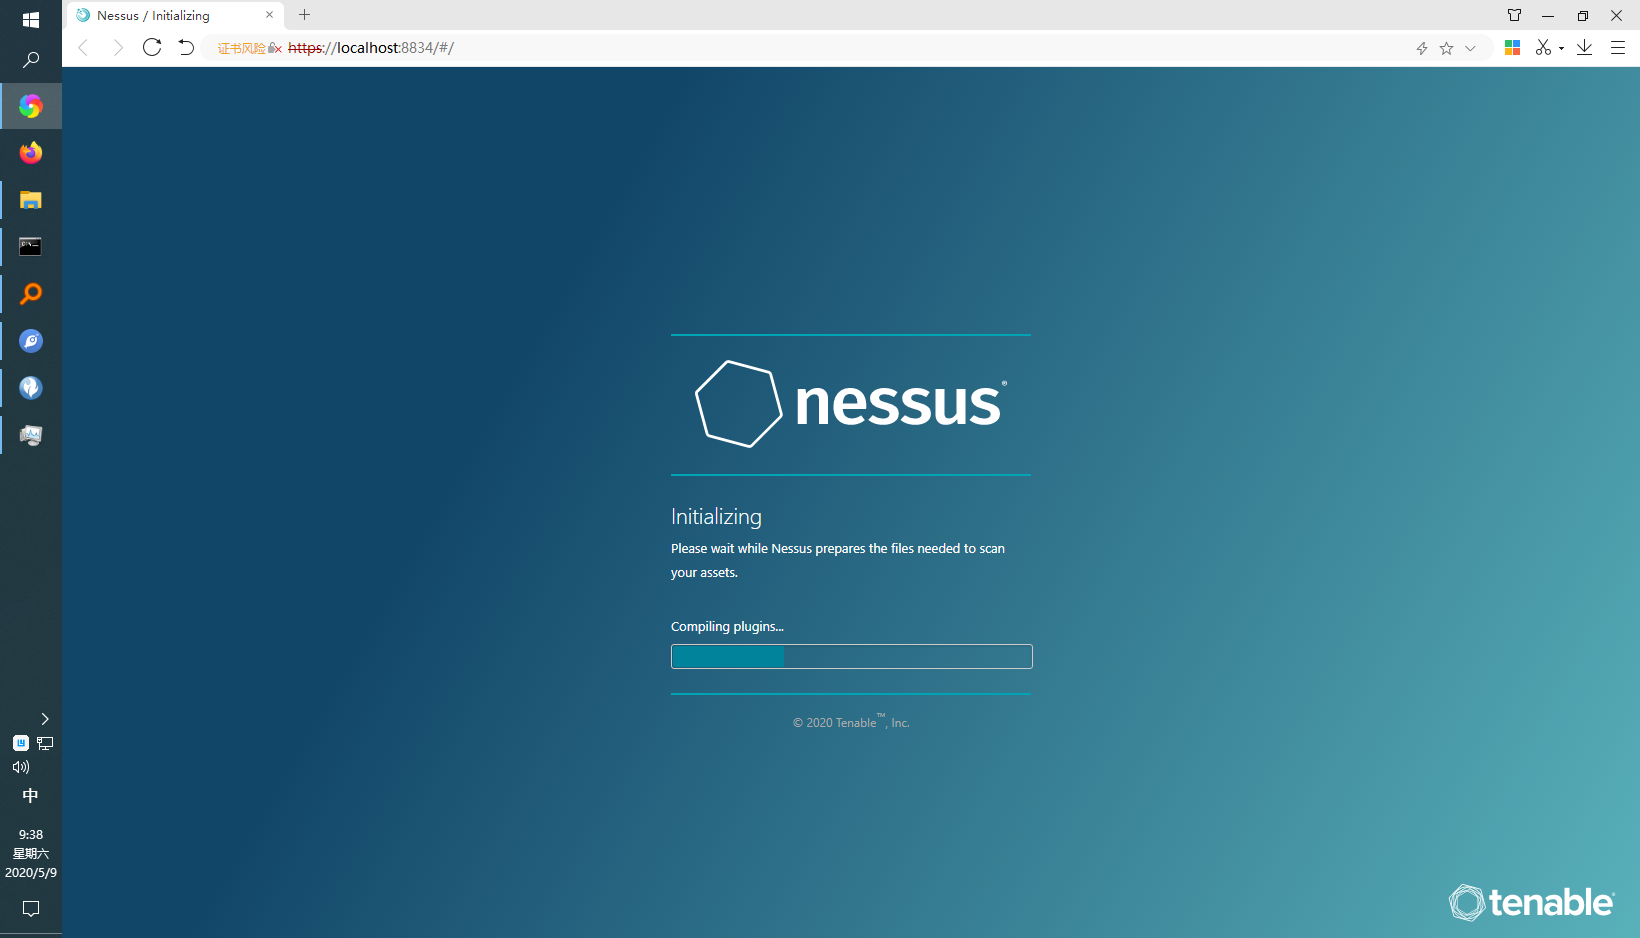 Nessus / Initializing
证书风险 https://localhost:8834/#/
nessus®
Initializing
Please wait while Nessus prepares the files needed to scan
your assets.
Compiling plugins...
© 2020 Tenable™, Inc.
中
9:38
星期六
2020/5/9
tenable®